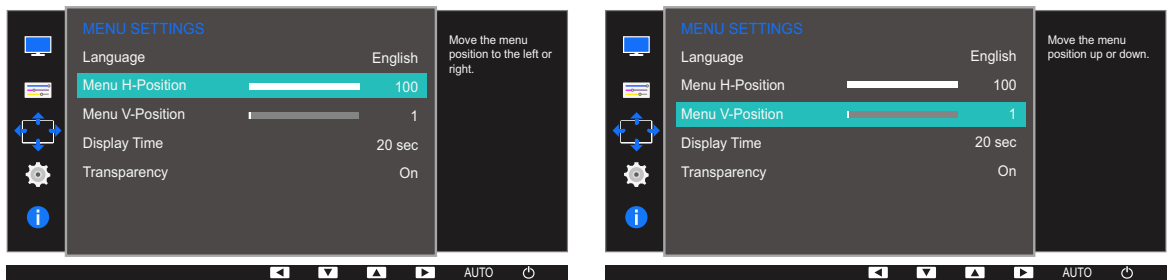 MENU SETTINGS
Language English
Menu H-Position 100
Menu V-Position 1
Display Time 20 sec
Transparency On
Move the menu
position to the left or
right.
AUTO
MENU SETTINGS
Language English
Menu H-Position 100
Menu V-Position 1
Display Time 20 sec
Transparency On
Move the menu
position up or down.
AUTO